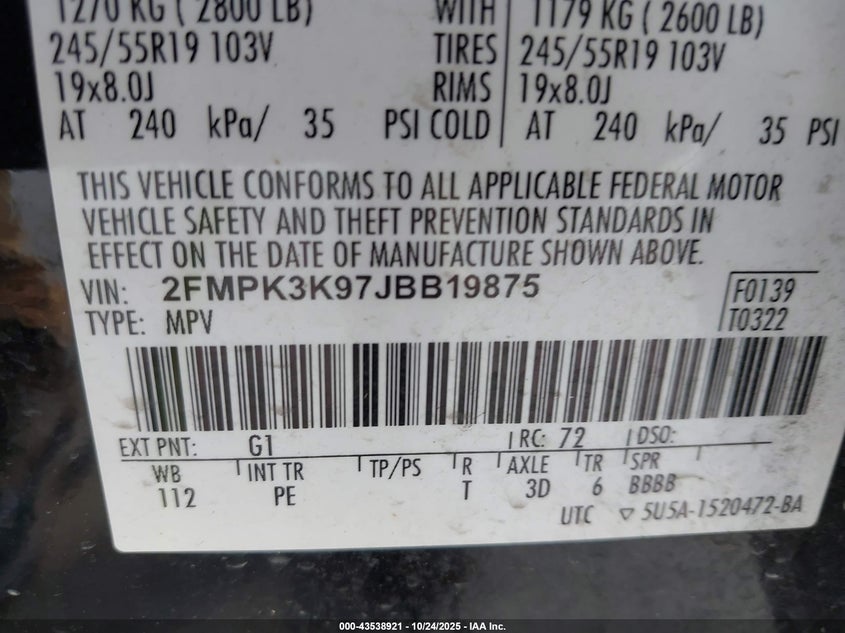 1270 KG ( 2800 LB) WITH 1179 KG ( 2600 LB)
245/55R19 103V TIRES 245/55R19 103V
19x8.0J RIMS 19x8.0J
AT 240 kPa/ 35 PSI COLD AT 240 kPa/ 35 PSI
THIS VEHICLE CONFORMS TO ALL APPLICABLE FEDERAL MOTOR
VEHICLE SAFETY AND THEFT PREVENTION STANDARDS IN
EFFECT ON THE DATE OF MANUFACTURE SHOWN ABOVE.
VIN: 2FMPK3K97JBB19875 F0139
TYPE: MPV T0322
EXT PNT: G1 RC: 72 DSO:
WB INT TR TP/PS R AXLE TR SPR
112 PE T 3D 6 BBBB
UTC ▽ 5U5A-1520472-BA
000-43538921 - 10/24/2025 - IAA Inc.